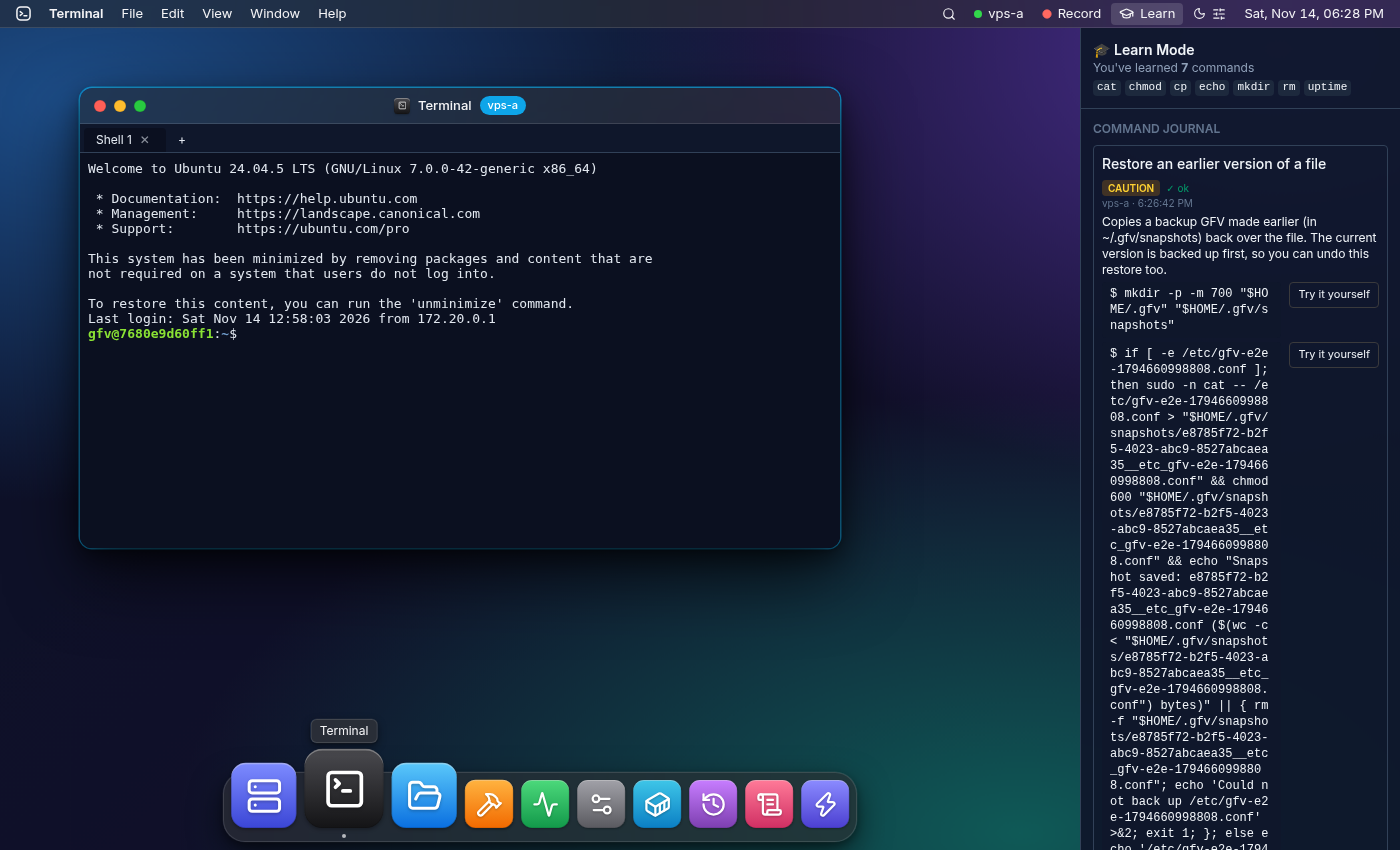 Terminal File Edit View Window Help
vps-a Record Learn Sat, Nov 14, 06:28 PM
Terminal vps-a
Shell 1 ✕ +
Welcome to Ubuntu 24.04.5 LTS (GNU/Linux 7.0.0-42-generic x86_64)
* Documentation: https://help.ubuntu.com
* Management: https://landscape.canonical.com
* Support: https://ubuntu.com/pro
This system has been minimized by removing packages and content that are
not required on a system that users do not log into.
To restore this content, you can run the 'unminimize' command.
Last login: Sat Nov 14 12:58:03 2026 from 172.20.0.1
gfv@7680e9d60ff1:~$
Terminal
🎓 Learn Mode
You've learned 7 commands
cat chmod cp echo mkdir rm uptime
COMMAND JOURNAL
Restore an earlier version of a file
CAUTION ✓ ok
vps-a · 6:26:42 PM
Copies a backup GFV made earlier (in
~/.gfv/snapshots) back over the file. The current
version is backed up first, so you can undo this
restore too.
$ mkdir -p -m 700 "$HO
ME/.gfv" "$HOME/.gfv/s
napshots"
Try it yourself
$ if [ -e /etc/gfv-e2e
-1794660998808.conf ];
then sudo -n cat -- /e
tc/gfv-e2e-17946609988
08.conf > "$HOME/.gfv/
snapshots/e8785f72-b2f
5-4023-abc9-8527abcaea
35__etc_gfv-e2e-179466
0998808.conf" && chmod
600 "$HOME/.gfv/snapsh
ots/e8785f72-b2f5-4023
-abc9-8527abcaea35__et
c_gfv-e2e-179466099880
8.conf" && echo "Snaps
hot saved: e8785f72-b2
f5-4023-abc9-8527abcae
a35__etc_gfv-e2e-17946
60998808.conf ($(wc -c
< "$HOME/.gfv/snapshot
s/e8785f72-b2f5-4023-a
bc9-8527abcaea35__etc_
gfv-e2e-1794660998808.
conf") bytes)" || { rm
-f "$HOME/.gfv/snapsho
ts/e8785f72-b2f5-4023-
abc9-8527abcaea35__etc
_gfv-e2e-179466099880
8.conf"; echo 'Could n
ot back up /etc/gfv-e2
e-1794660998808.conf'
>&2; exit 1; }; else e
cho '/etc/gfv-e2e-1794
Try it yourself